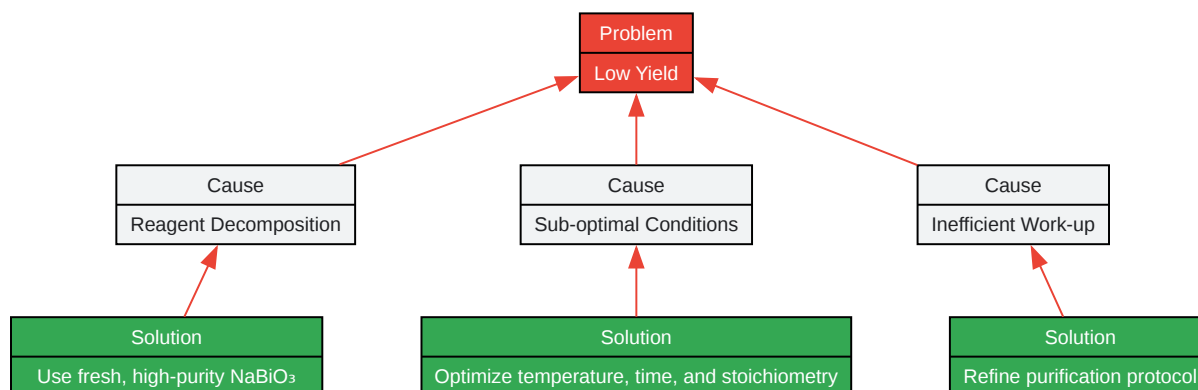 Problem
Low Yield
Cause
Reagent Decomposition
Cause
Sub-optimal Conditions
Cause
Inefficient Work-up
Solution
Use fresh, high-purity NaBiO₃
Solution
Optimize temperature, time, and stoichiometry
Solution
Refine purification protocol